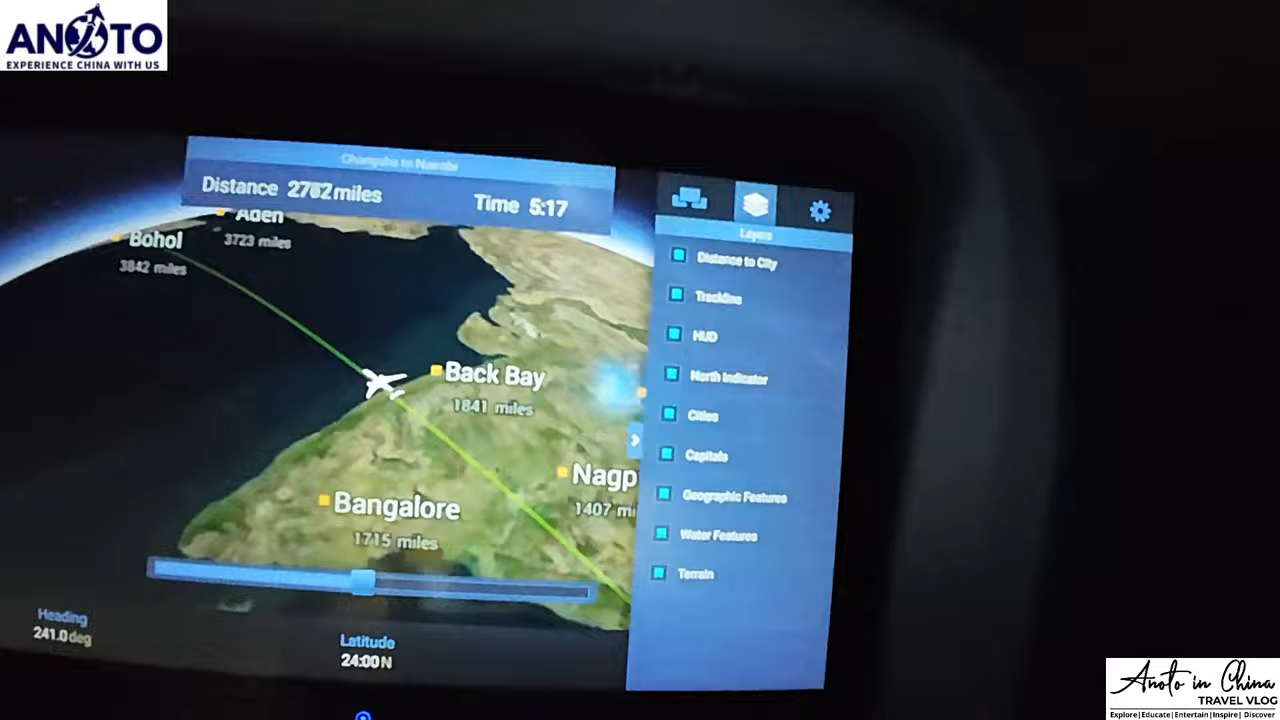 ANOTO
EXPERIENCE CHINA WITH US
Changsha to Nairobi
Distance 2762miles
Time 5:17
Aden
3723 miles
Bohol
3842 miles
Back Bay
1841 miles
Nagp
1407 mi
Bangalore
1715 miles
Heading
241.0deg
Latitude
24:00N
Layers
Distance to City
Trackline
HUD
North Indicator
Cities
Capitals
Geographic Features
Water Features
Terrain
Anoto in China
TRAVEL VLOG
Explore|Educate|Entertain|Inspire| Discover